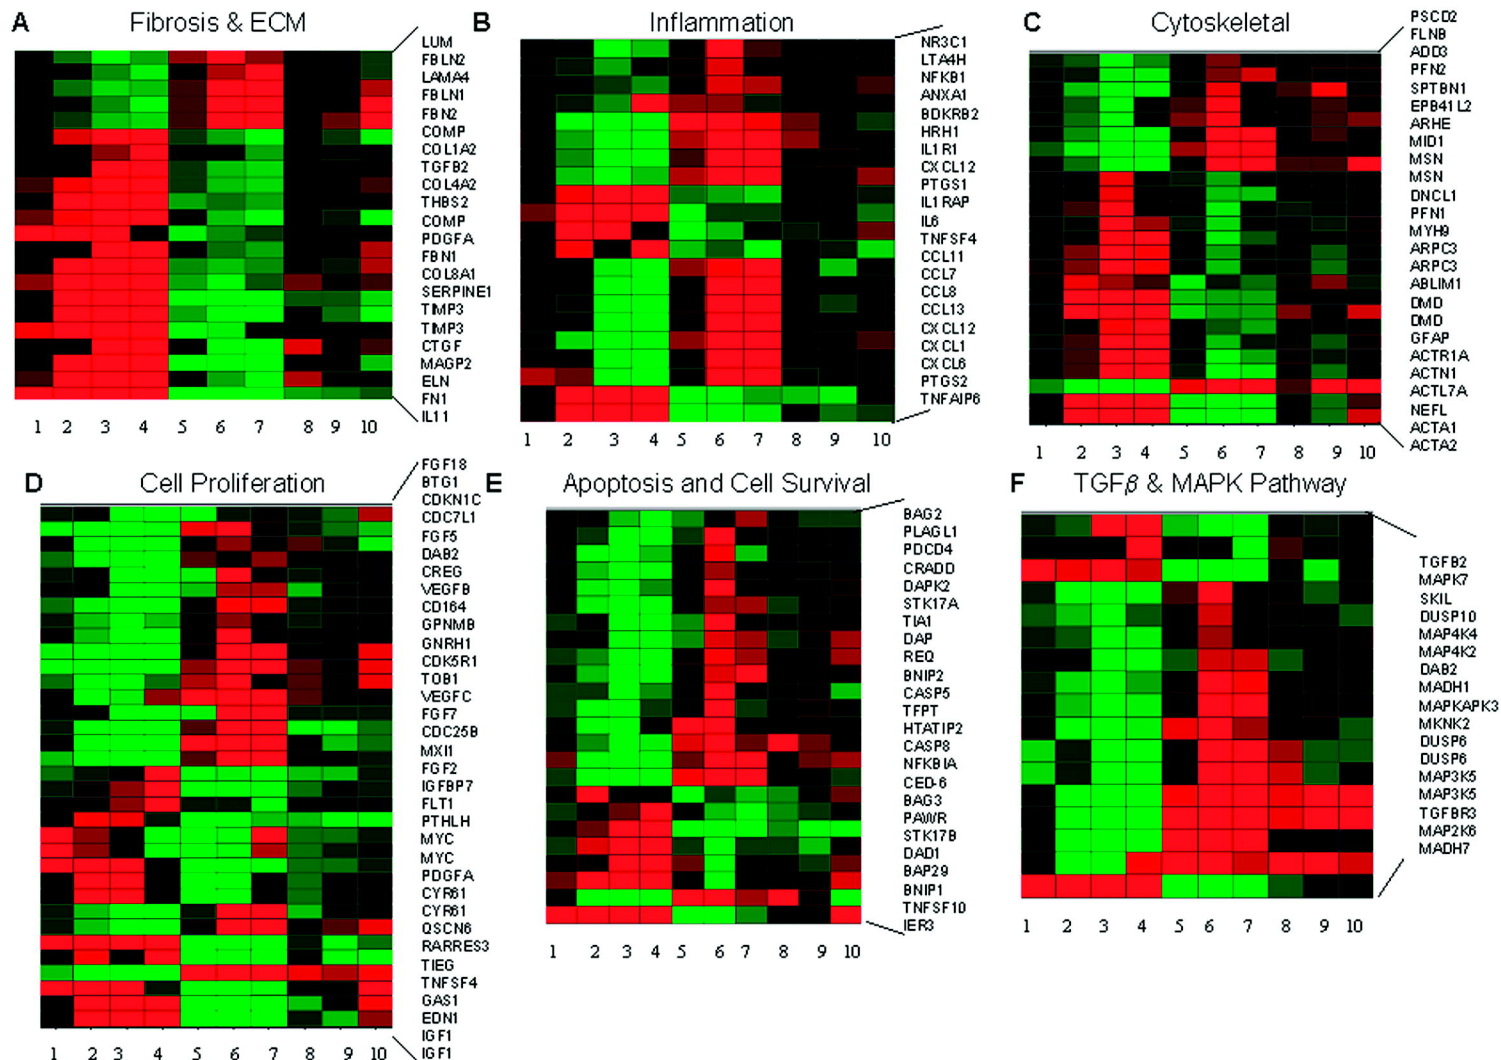 A Fibrosis & ECM
LUM
FBLN2
LAMA4
FBLN1
FBN2
COMP
COL1A2
TGFB2
COL4A2
THBS2
COMP
PDGFA
FBN1
COL8A1
SERPINE1
TIMP3
TIMP3
CTGF
MAGP2
ELN
FN1
IL11
1 2 3 4 5 6 7 8 9 10
B Inflammation
NR3C1
LTA4H
NFKB1
ANXA1
BDKRB2
HRH1
IL1R1
CXCL12
PTGS1
IL1RAP
IL6
TNFSF4
CCL11
CCL7
CCL8
CCL13
CXCL12
CXCL1
CXCL6
PTGS2
TNFAIP6
1 2 3 4 5 6 7 8 9 10
C Cytoskeletal
PSCD2
FLNB
ADD3
PFN2
SPTBN1
EPB41L2
ARHE
MID1
MSN
MSN
DNCL1
PFN1
MYH9
ARPC3
ARPC3
ABLIM1
DMD
DMD
GFAP
ACTR1A
ACTN1
ACTL7A
NEFL
ACTA1
ACTA2
1 2 3 4 5 6 7 8 9 10
D Cell Proliferation
FGF18
BTG1
CDKN1C
CDC7L1
FGF5
DAB2
CREG
VEGFB
CD164
GPNMB
GNRH1
CDK5R1
TOB1
VEGFC
FGF7
CDC25B
MXI1
FGF2
IGFBP7
FLT1
PTHLH
MYC
MYC
PDGFA
CYR61
CYR61
QSCN6
RARRES3
TIEG
TNFSF4
GAS1
EDN1
IGF1
IGF1
1 2 3 4 5 6 7 8 9 10
E Apoptosis and Cell Survival
BAG2
PLAGL1
PDCD4
CRADD
DAPK2
STK17A
TIA1
DAP
REQ
BNIP2
CASP5
TFPT
HTATIP2
CASP8
NFKBIA
CED-6
BAG3
PAWR
STK17B
DAD1
BAP29
BNIP1
TNFSF10
IER3
1 2 3 4 5 6 7 8 9 10
F TGFβ & MAPK Pathway
TGFB2
MAPK7
SKIL
DUSP10
MAP4K4
MAP4K2
DAB2
MADH1
MAPKAPK3
MKNK2
DUSP6
DUSP6
MAP3K5
MAP3K5
TGFBR3
MAP2K6
MADH7
1 2 3 4 5 6 7 8 9 10